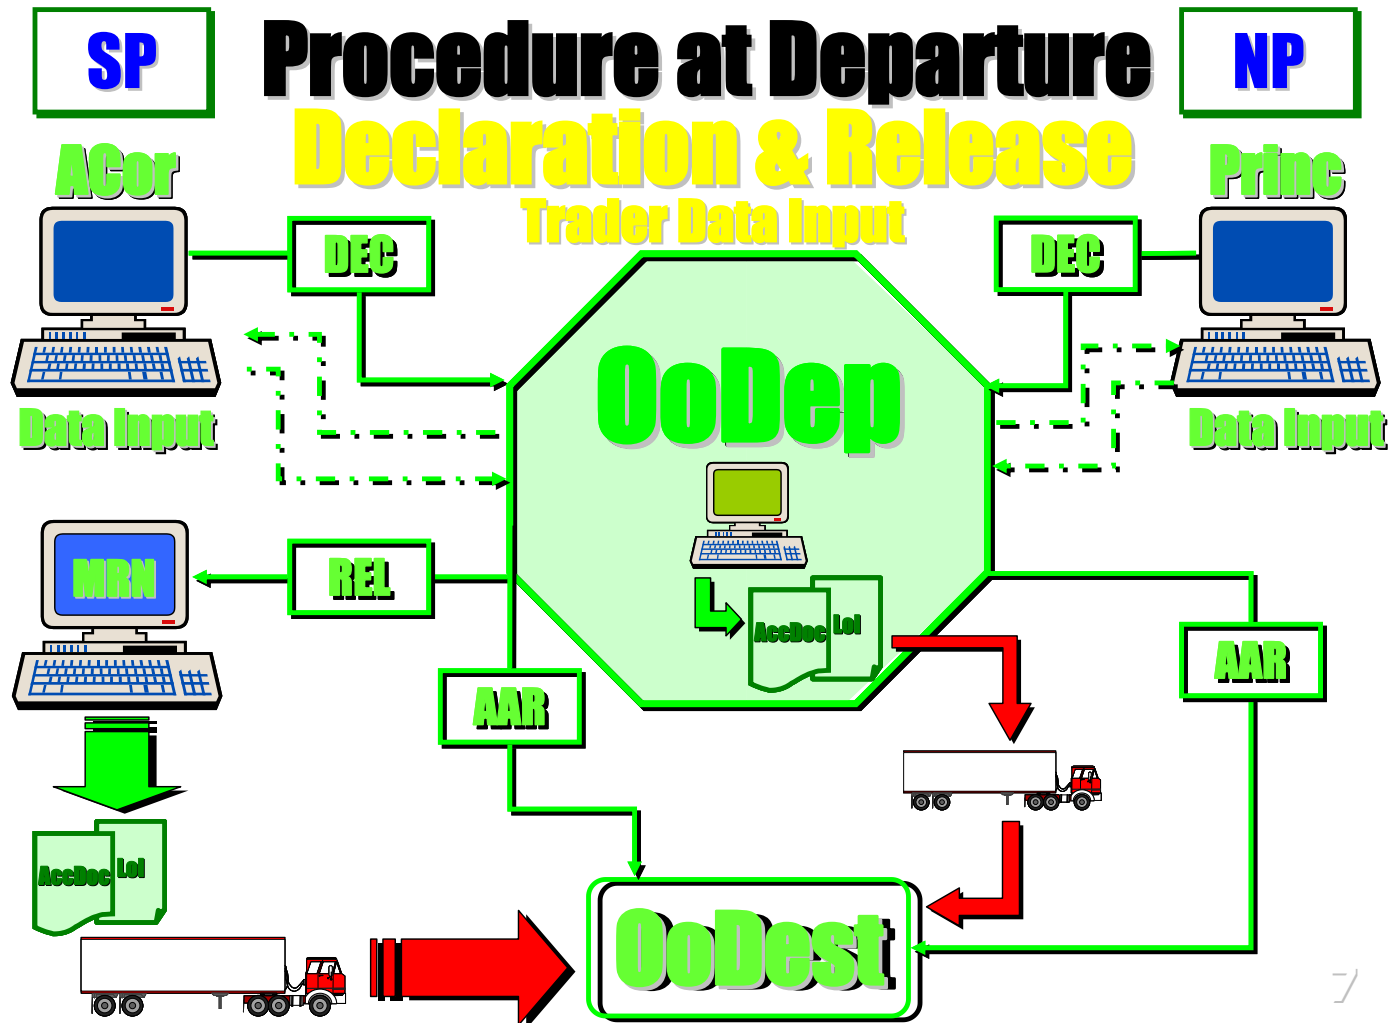 SP
Procedure at Departure
NP
Declaration & Release
ACor
Princ
Trader Data Input
DEC
DEC
OoDep
Data Input
Data Input
MRN
REL
AccDoc
LoI
AAR
AAR
AccDoc
LoI
OoDest
7